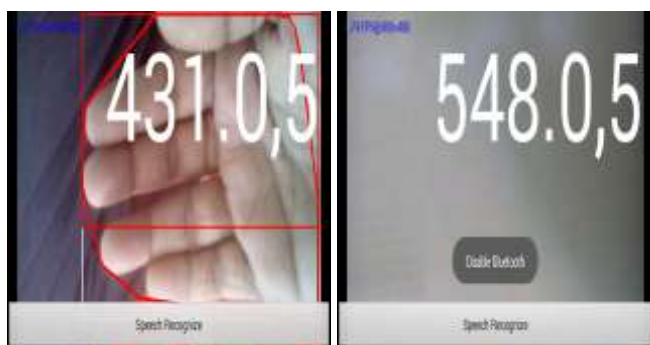 431.0,5
Speech Recognize
548.0,5
Disable Bluetooth
Speech Recognize